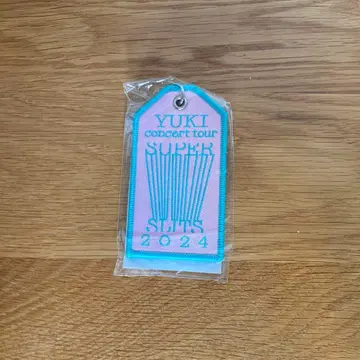 YUKI
concert tour
SUPER
SLITS
2024